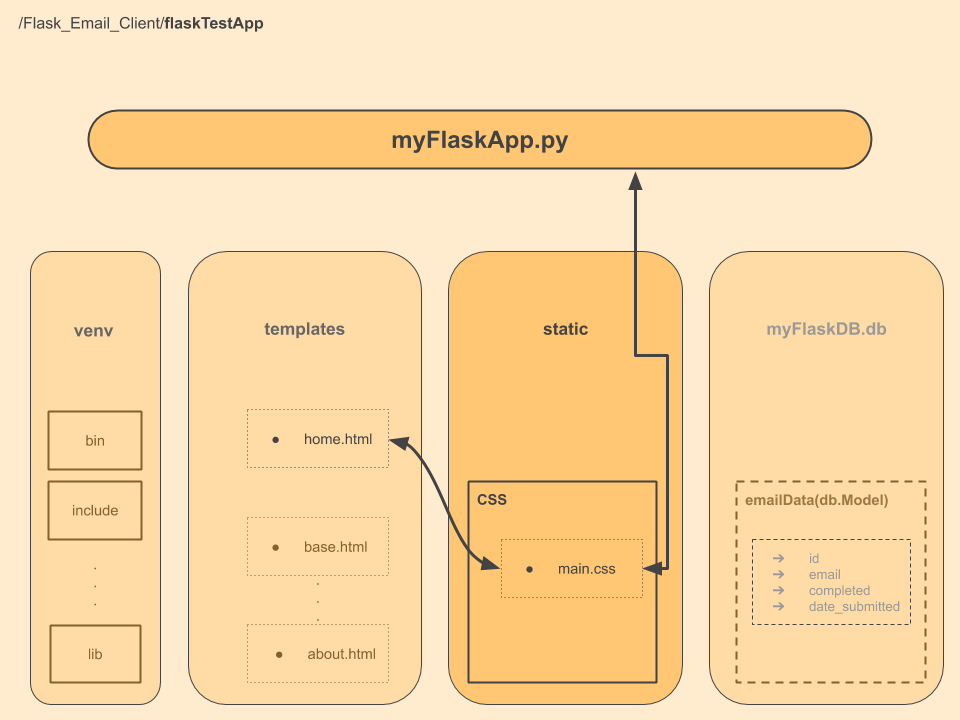 /Flask_Email_Client/flaskTestApp
myFlaskApp.py
venv
bin
include
.
.
.
lib
templates
● home.html
● base.html
.
.
.
● about.html
static
CSS
● main.css
myFlaskDB.db
emailData(db.Model)
➔ id
➔ email
➔ completed
➔ date_submitted